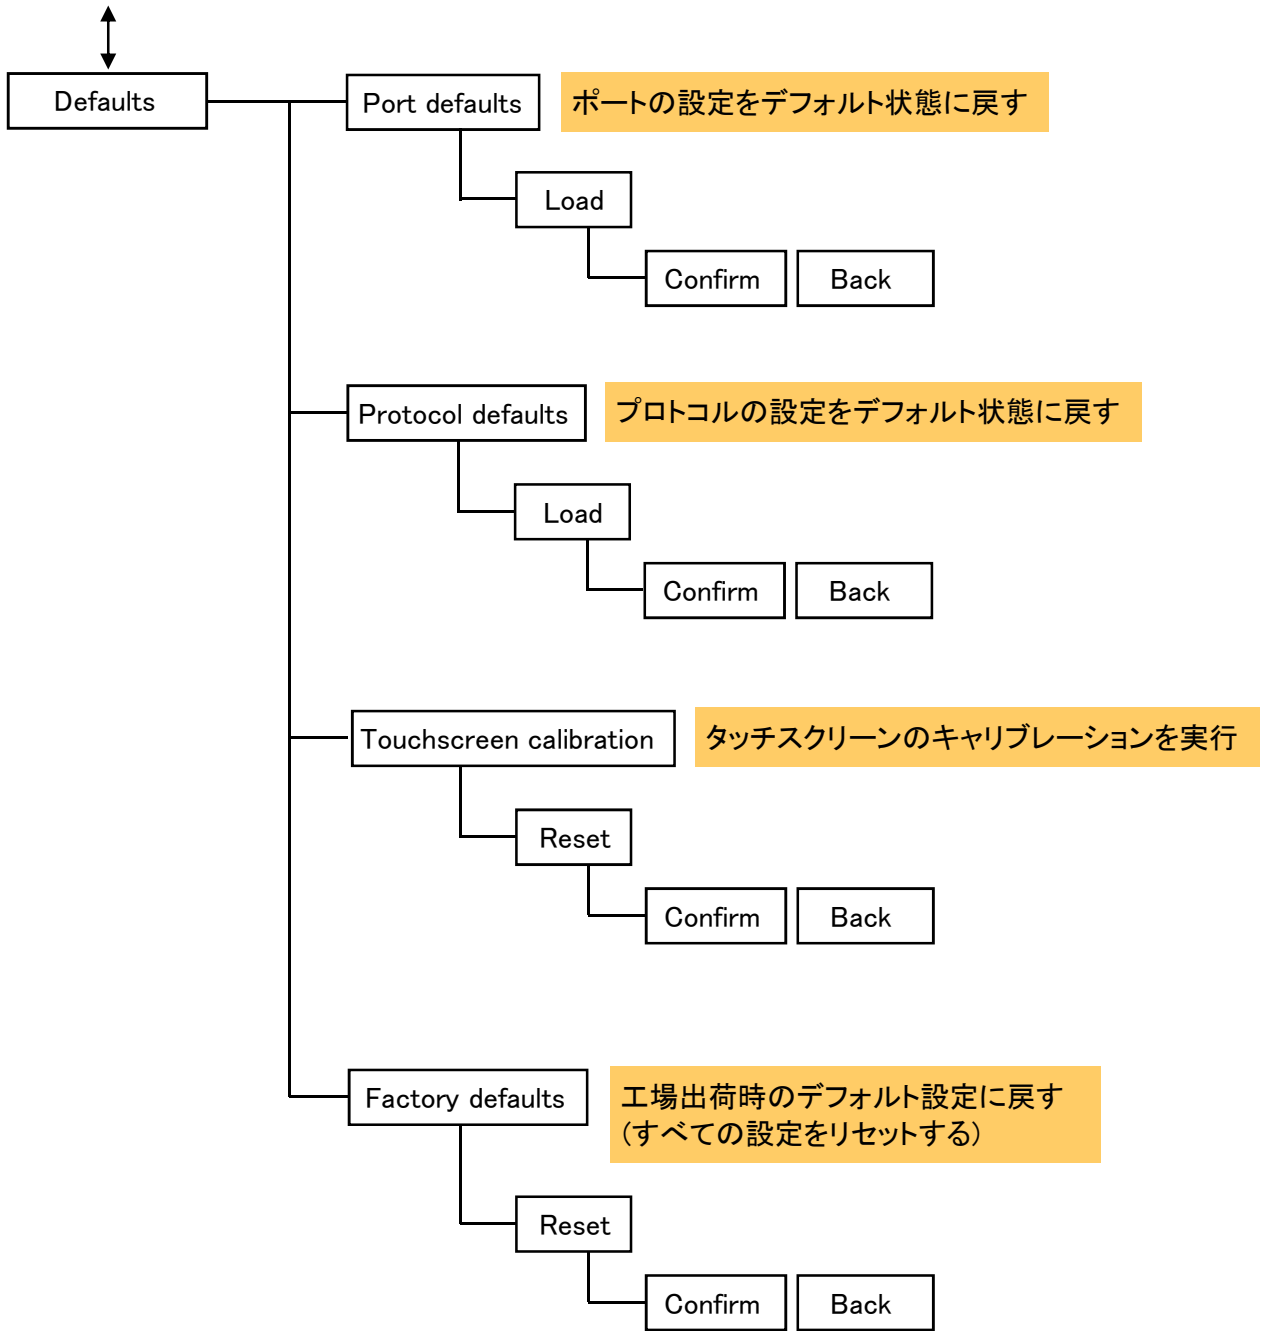 Defaults
Port defaults
ポートの設定をデフォルト状態に戻す
Load
Confirm
Back
Protocol defaults
プロトコルの設定をデフォルト状態に戻す
Load
Confirm
Back
Touchscreen calibration
タッチスクリーンのキャリブレーションを実行
Reset
Confirm
Back
Factory defaults
工場出荷時のデフォルト設定に戻す
(すべての設定をリセットする)
Reset
Confirm
Back